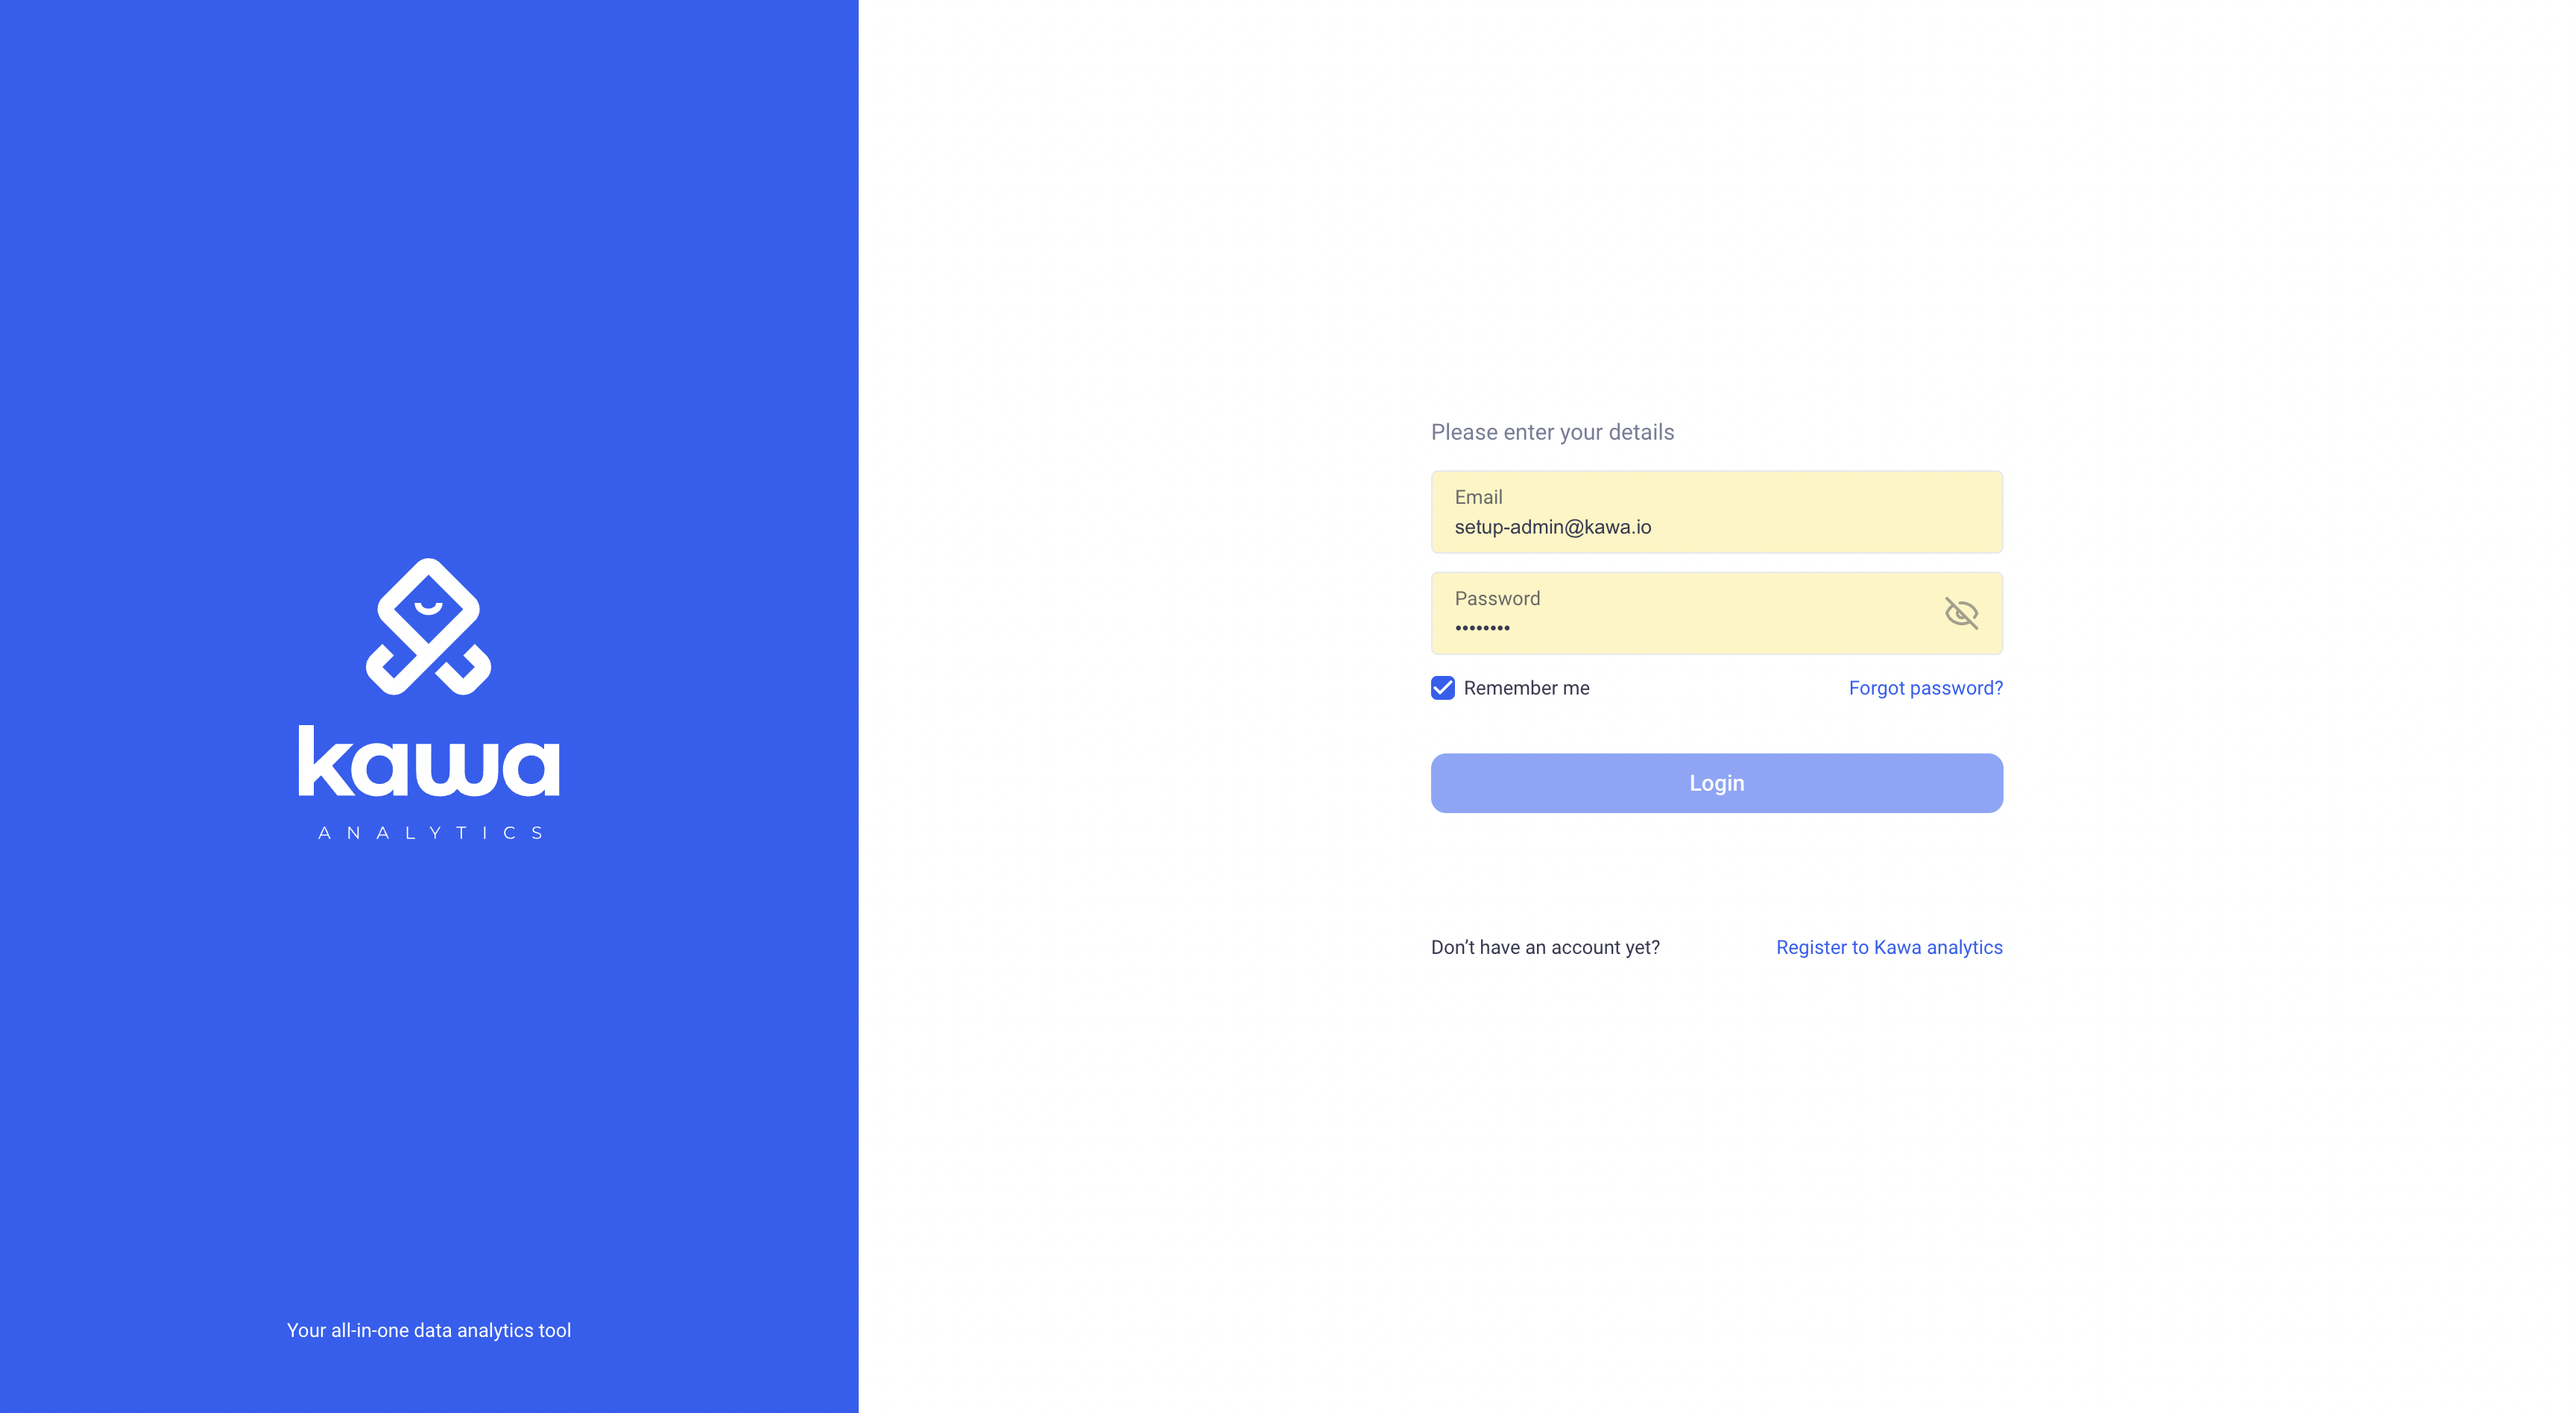 kawa
ANALYTICS
Your all-in-one data analytics tool
Please enter your details
Email
setup-admin@kawa.io
Password
••••••••
Remember me
Forgot password?
Login
Don’t have an account yet?
Register to Kawa analytics